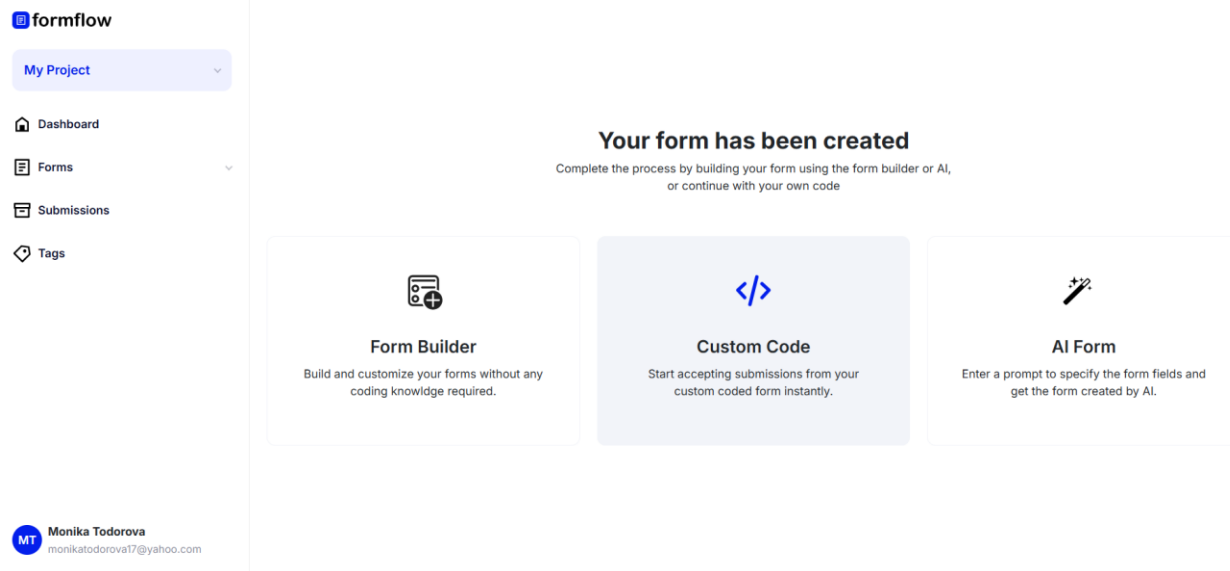 formflow
My Project
Dashboard
Forms
Submissions
Tags
Your form has been created
Complete the process by building your form using the form builder or AI,
or continue with your own code
Form Builder
Build and customize your forms without any
coding knowldge required.
Custom Code
Start accepting submissions from your
custom coded form instantly.
AI Form
Enter a prompt to specify the form fields and
get the form created by AI.
MT
Monika Todorova
monikatodorova17@yahoo.com